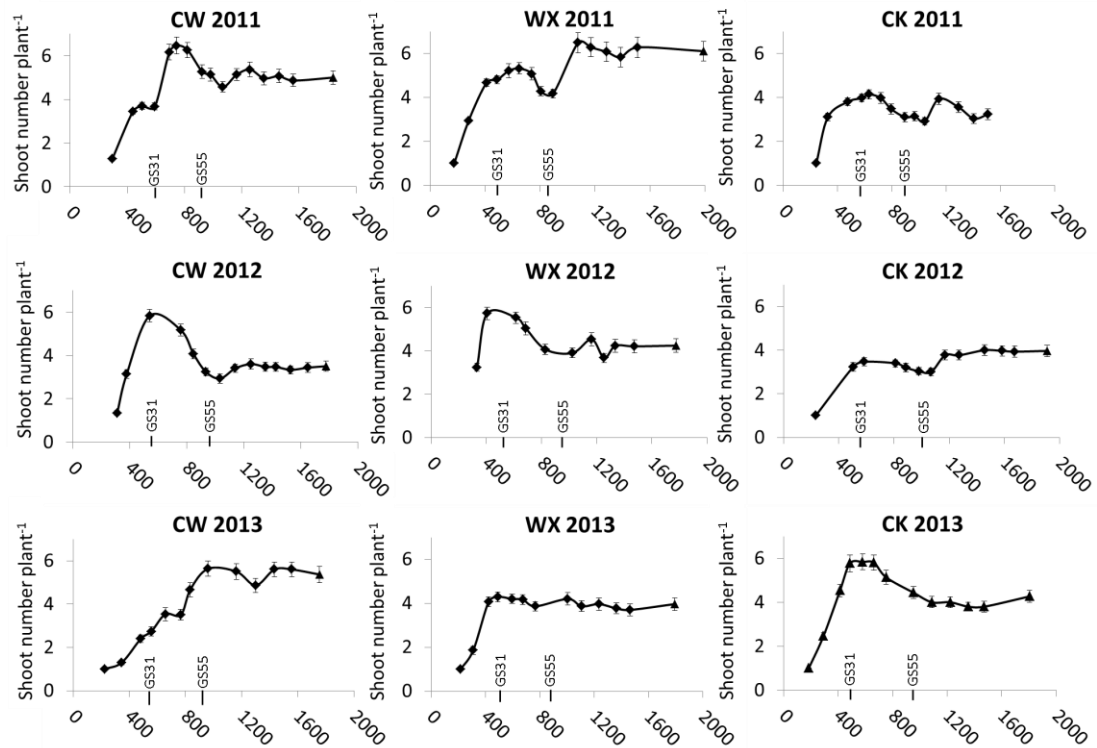 CW 2011
Shoot number plant⁻¹
6
4
2
0
GS31
GS55
0
400
800
1200
1600
2000
WX 2011
Shoot number plant⁻¹
6
4
2
0
GS31
GS55
0
400
800
1200
1600
2000
CK 2011
Shoot number plant⁻¹
6
4
2
0
GS31
GS55
0
400
800
1200
1600
2000
CW 2012
Shoot number plant⁻¹
6
4
2
0
GS31
GS55
0
400
800
1200
1600
2000
WX 2012
Shoot number plant⁻¹
6
4
2
0
GS31
GS55
0
400
800
1200
1600
2000
CK 2012
Shoot number plant⁻¹
6
4
2
0
GS31
GS55
0
400
800
1200
1600
2000
CW 2013
Shoot number plant⁻¹
6
4
2
0
GS31
GS55
0
400
800
1200
1600
2000
WX 2013
Shoot number plant⁻¹
6
4
2
0
GS31
GS55
0
400
800
1200
1600
2000
CK 2013
Shoot number plant⁻¹
6
4
2
0
GS31
GS55
0
400
800
1200
1600
2000